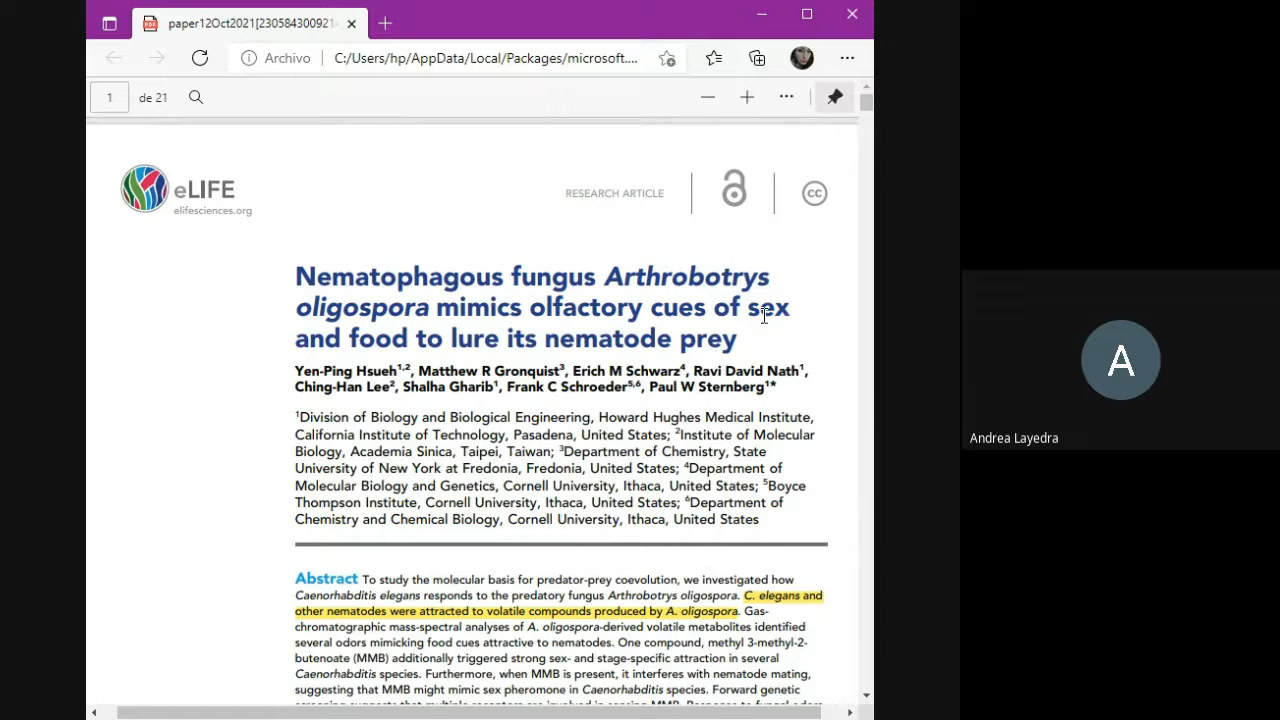 paper12Oct2021[2305843009214
Archivo
C:/Users/hp/AppData/Local/Packages/microsoft....
1 de 21
eLIFE
elifesciences.org
RESEARCH ARTICLE
cc
Nematophagous fungus Arthrobotrys
oligospora mimics olfactory cues of sex
and food to lure its nematode prey
Yen-Ping Hsueh1,2, Matthew R Gronquist3, Erich M Schwarz4, Ravi David Nath1,
Ching-Han Lee2, Shalha Gharib1, Frank C Schroeder5,6, Paul W Sternberg1*
1Division of Biology and Biological Engineering, Howard Hughes Medical Institute,
California Institute of Technology, Pasadena, United States; 2Institute of Molecular
Biology, Academia Sinica, Taipei, Taiwan; 3Department of Chemistry, State
University of New York at Fredonia, Fredonia, United States; 4Department of
Molecular Biology and Genetics, Cornell University, Ithaca, United States; 5Boyce
Thompson Institute, Cornell University, Ithaca, United States; 6Department of
Chemistry and Chemical Biology, Cornell University, Ithaca, United States
Abstract To study the molecular basis for predator-prey coevolution, we investigated how
Caenorhabditis elegans responds to the predatory fungus Arthrobotrys oligospora. C. elegans and
other nematodes were attracted to volatile compounds produced by A. oligospora. Gas-
chromatographic mass-spectral analyses of A. oligospora-derived volatile metabolites identified
several odors mimicking food cues attractive to nematodes. One compound, methyl 3-methyl-2-
butenoate (MMB) additionally triggered strong sex- and stage-specific attraction in several
Caenorhabditis species. Furthermore, when MMB is present, it interferes with nematode mating,
suggesting that MMB might mimic sex pheromone in Caenorhabditis species. Forward genetic
A
Andrea Layedra